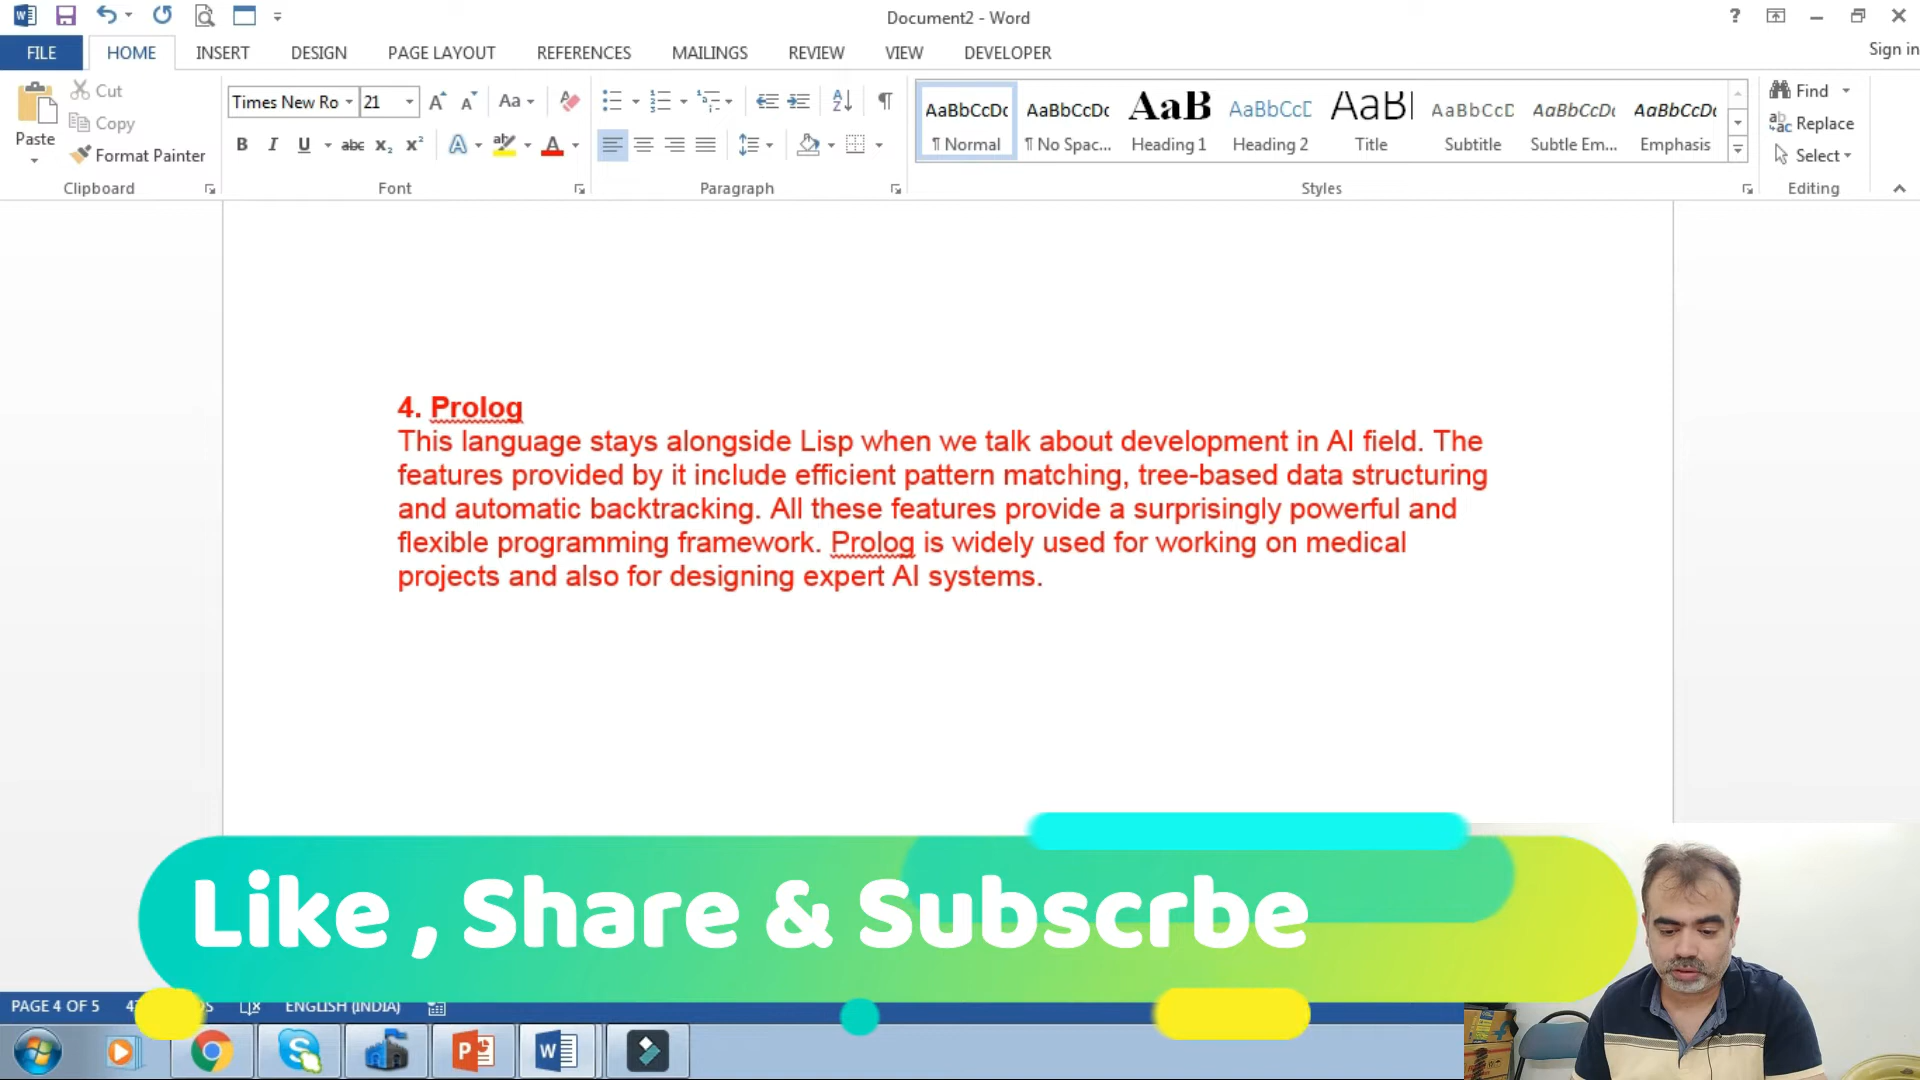 Document2 - Word
FILE HOME INSERT DESIGN PAGE LAYOUT REFERENCES MAILINGS REVIEW VIEW DEVELOPER
Sign in
Paste
Cut
Copy
Format Painter
Clipboard
Times New Ro 21
Font
Paragraph
AaBbCcDc AaBbCcDc AaB AaBbCcD AaB AaBbCcD AaBbCcDc AaBbCcDc
¶ Normal ¶ No Spac... Heading 1 Heading 2 Title Subtitle Subtle Em... Emphasis
Styles
Find
Replace
Select
Editing
4. Prolog
This language stays alongside Lisp when we talk about development in AI field. The
features provided by it include efficient pattern matching, tree-based data structuring
and automatic backtracking. All these features provide a surprisingly powerful and
flexible programming framework. Prolog is widely used for working on medical
projects and also for designing expert AI systems.
Like , Share & Subscrbe
PAGE 4 OF 5
ENGLISH (INDIA)